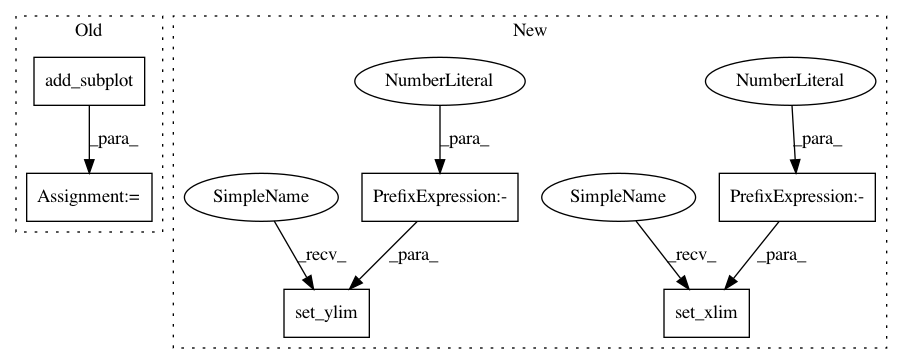 Old
New
add_subplot
NumberLiteral
NumberLiteral
_para_
_para_
_para_
Assignment:=
SimpleName
PrefixExpression:-
SimpleName
PrefixExpression:-
_recv_
_para_
_recv_
_para_
set_ylim
set_xlim